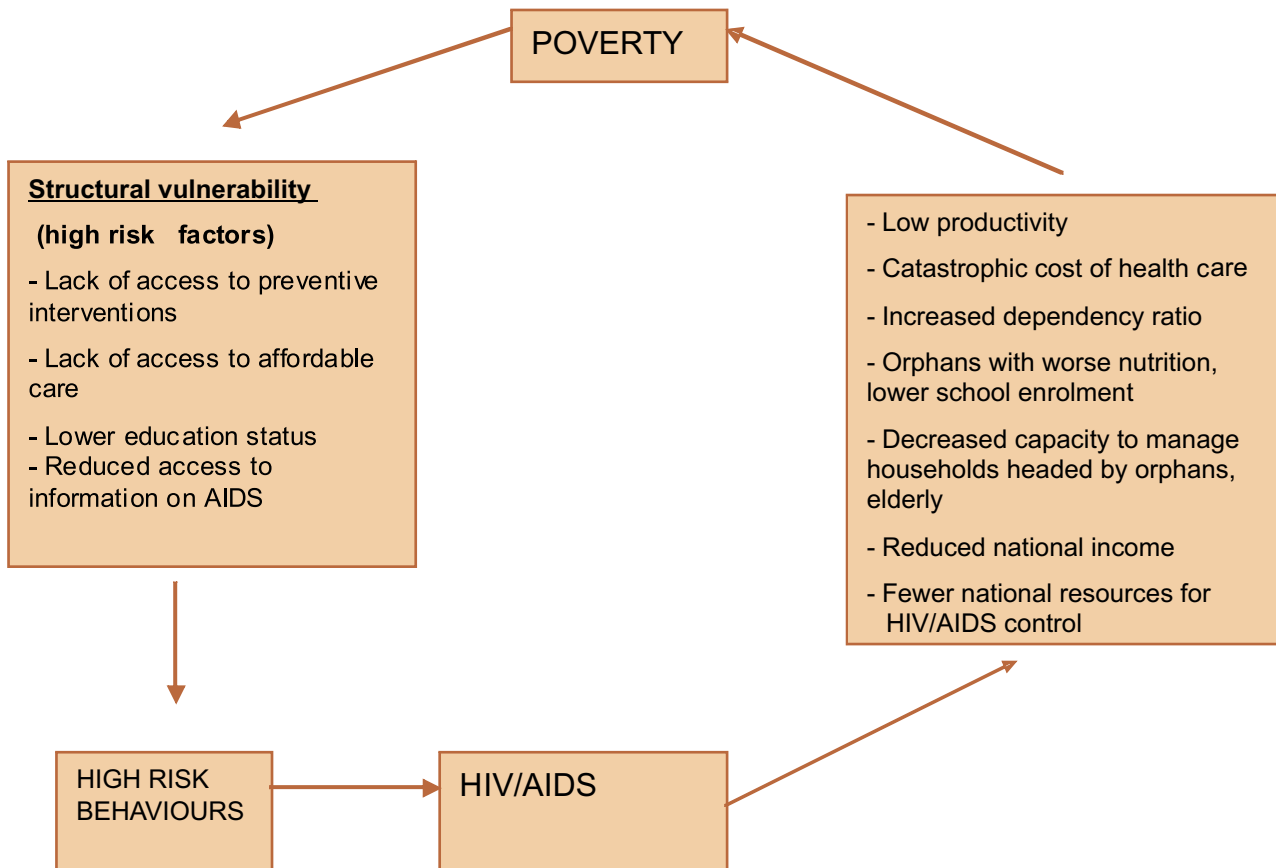 POVERTY
Structural vulnerability
(high risk factors)
- Lack of access to preventive
interventions
- Lack of access to affordable
care
- Lower education status
- Reduced access to
information on AIDS
HIGH RISK
BEHAVIOURS
HIV/AIDS
- Low productivity
- Catastrophic cost of health care
- Increased dependency ratio
- Orphans with worse nutrition,
lower school enrolment
- Decreased capacity to manage
households headed by orphans,
elderly
- Reduced national income
- Fewer national resources for
HIV/AIDS control